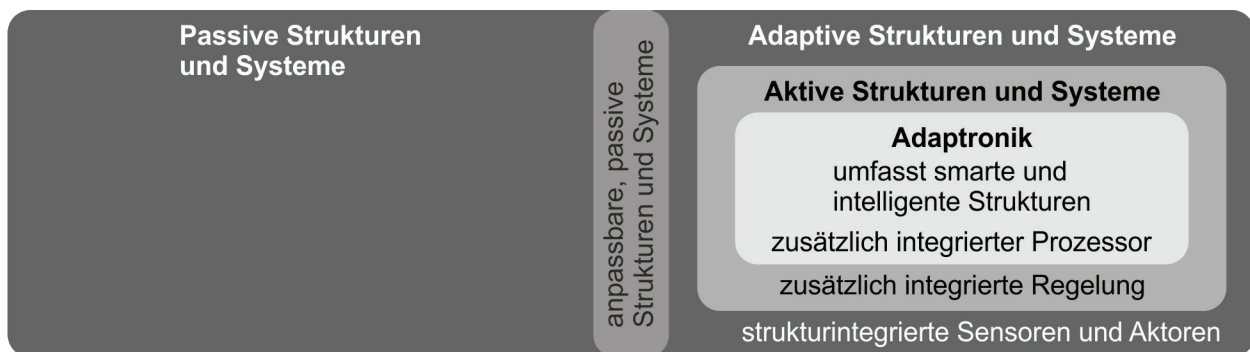 Passive Strukturen
und Systeme
anpassbare, passive
Strukturen und Systeme
Adaptive Strukturen und Systeme
Aktive Strukturen und Systeme
Adaptronik
umfasst smarte und
intelligente Strukturen
zusätzlich integrierter Prozessor
zusätzlich integrierte Regelung
strukturintegrierte Sensoren und Aktoren